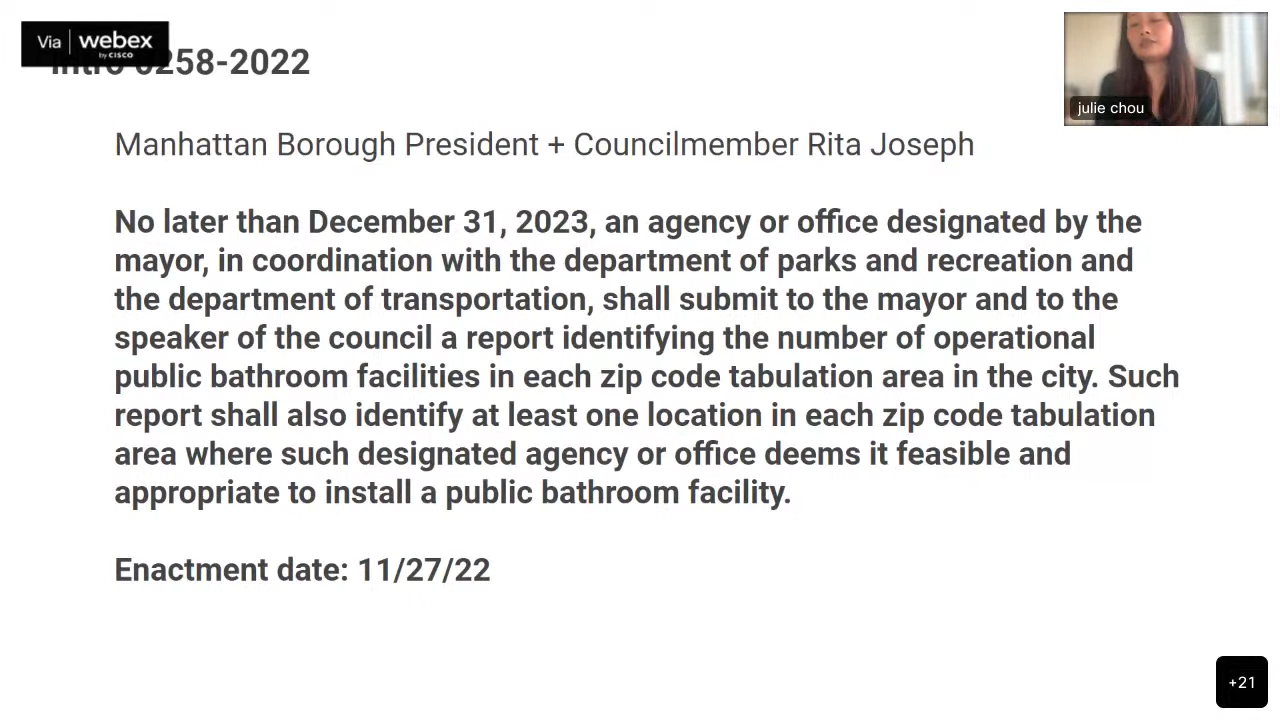 Via webex
by CISCO
Intro 0258-2022
julie chou
Manhattan Borough President + Councilmember Rita Joseph
No later than December 31, 2023, an agency or office designated by the
mayor, in coordination with the department of parks and recreation and
the department of transportation, shall submit to the mayor and to the
speaker of the council a report identifying the number of operational
public bathroom facilities in each zip code tabulation area in the city. Such
report shall also identify at least one location in each zip code tabulation
area where such designated agency or office deems it feasible and
appropriate to install a public bathroom facility.
Enactment date: 11/27/22
+21